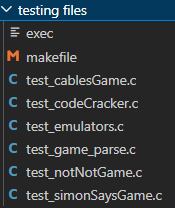 testing files
exec
makefile
test_cablesGame.c
test_codeCracker.c
test_emulators.c
test_game_parse.c
test_notNotGame.c
test_simonSaysGame.c